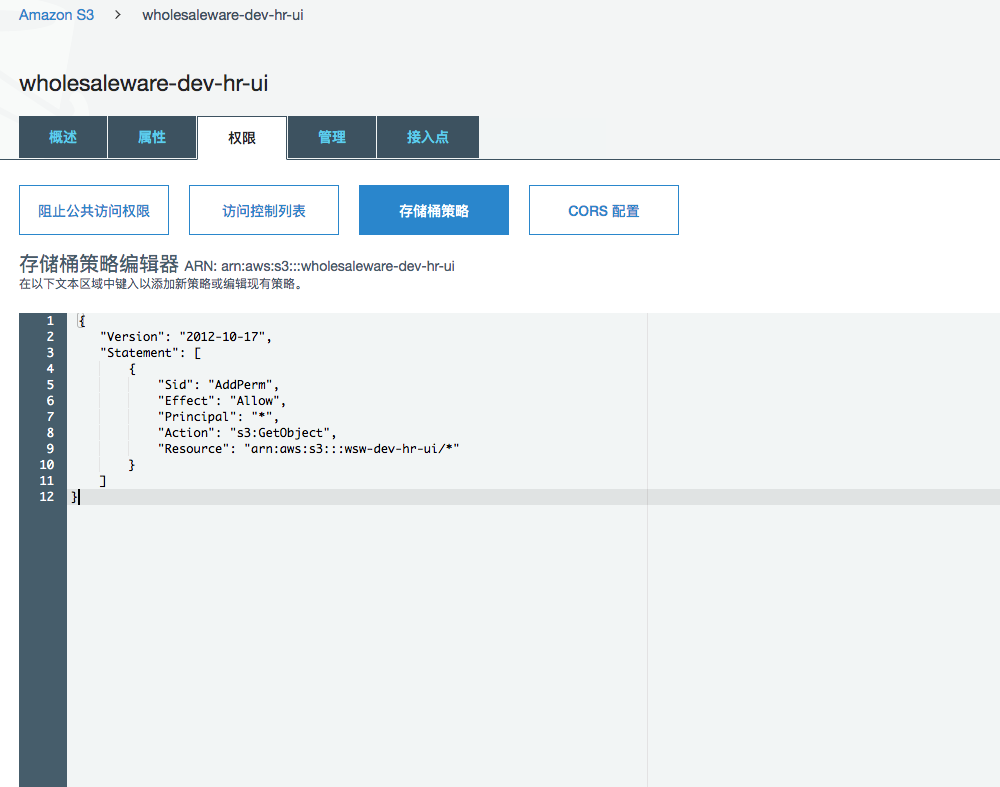 Amazon S3 > wholesaleware-dev-hr-ui
wholesaleware-dev-hr-ui
概述 属性 权限 管理 接入点
阻止公共访问权限 访问控制列表 存储桶策略 CORS 配置
存储桶策略编辑器 ARN: arn:aws:s3:::wholesaleware-dev-hr-ui
在以下文本区域中键入以添加新策略或编辑现有策略。
1 {
2 "Version": "2012-10-17",
3 "Statement": [
4 {
5 "Sid": "AddPerm",
6 "Effect": "Allow",
7 "Principal": "*",
8 "Action": "s3:GetObject",
9 "Resource": "arn:aws:s3:::wsw-dev-hr-ui/*"
10 }
11 ]
12 }